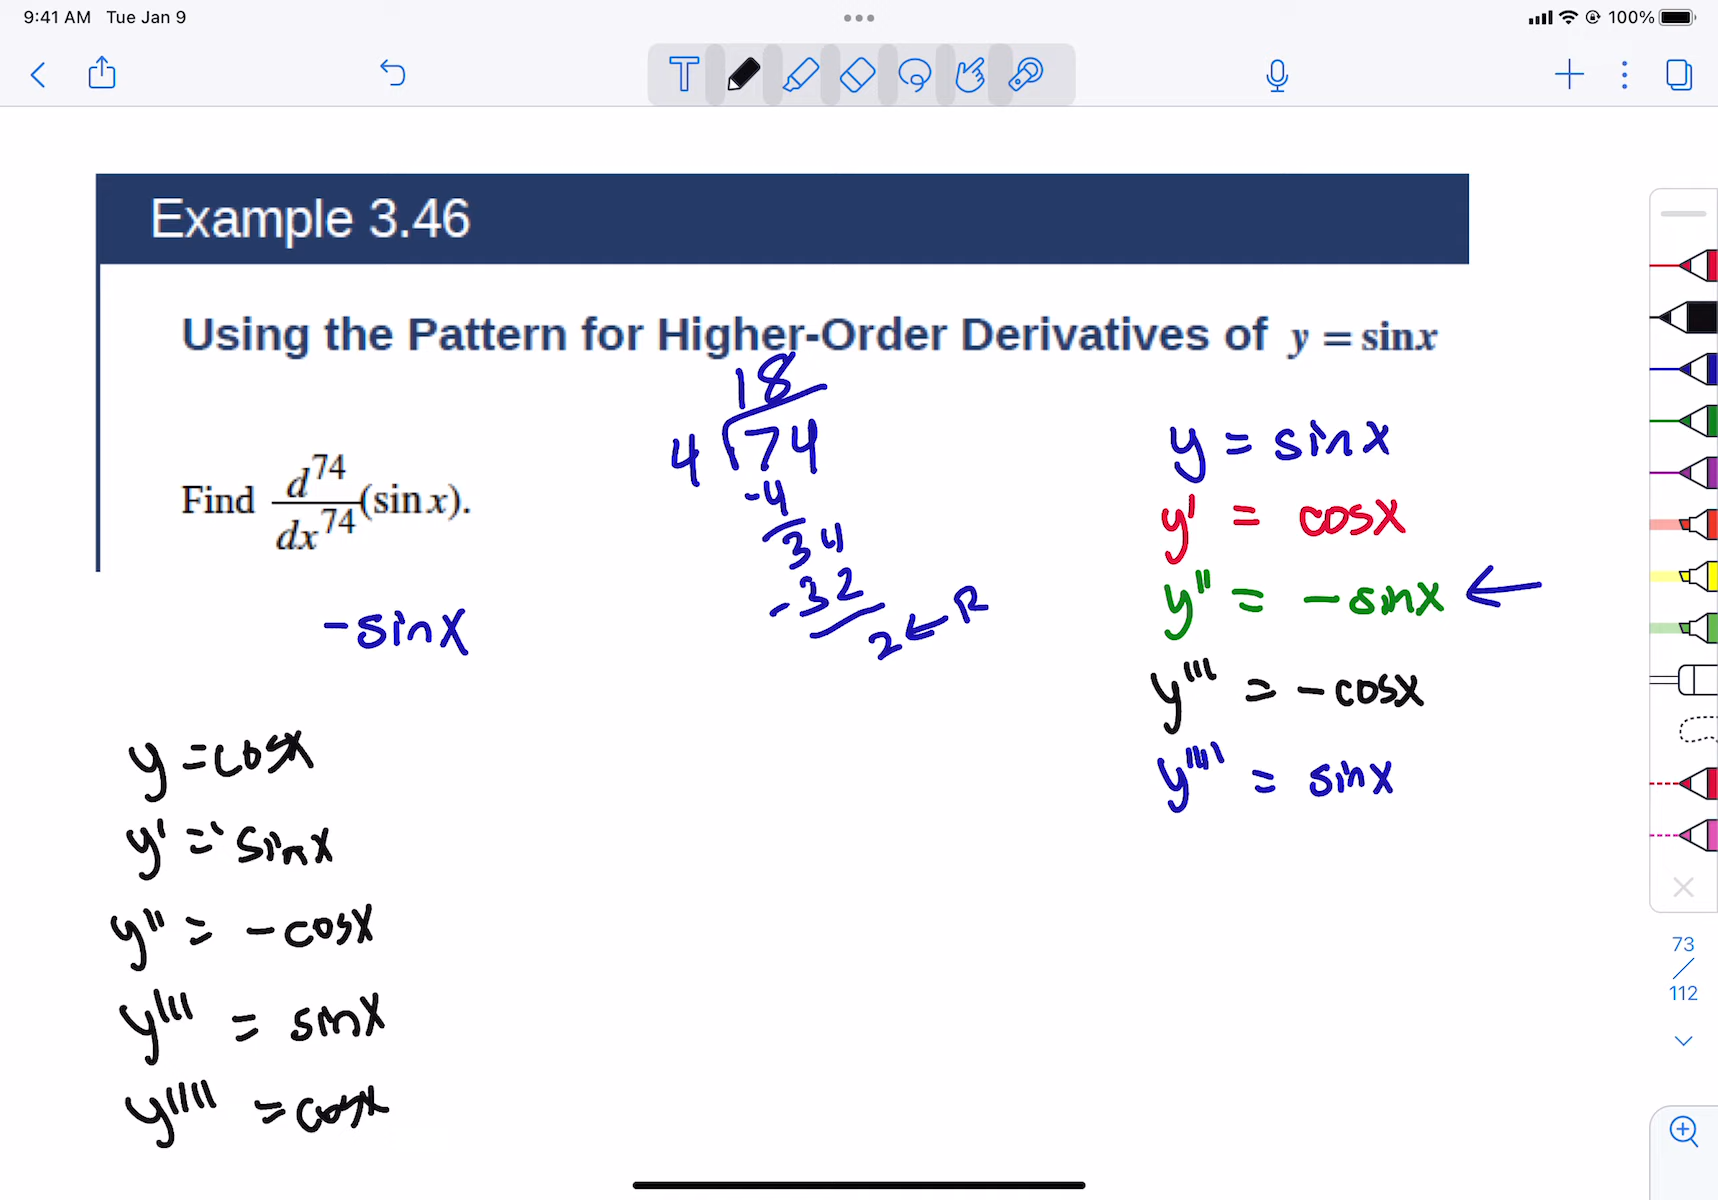 9:41 AM Tue Jan 9
100%
Example 3.46
Using the Pattern for Higher-Order Derivatives of y = sinx
Find d^74/dx^74 (sin x).
-sinx
18
4 74
-4
34
-32
2 ← R
y = sinx
y' = cosx
y'' = -sinx ←
y''' = -cosx
y'''' = sinx
y = cosx
y' = - sinx
y'' = - cosx
y''' = sinx
y'''' = cosx
73
/
112